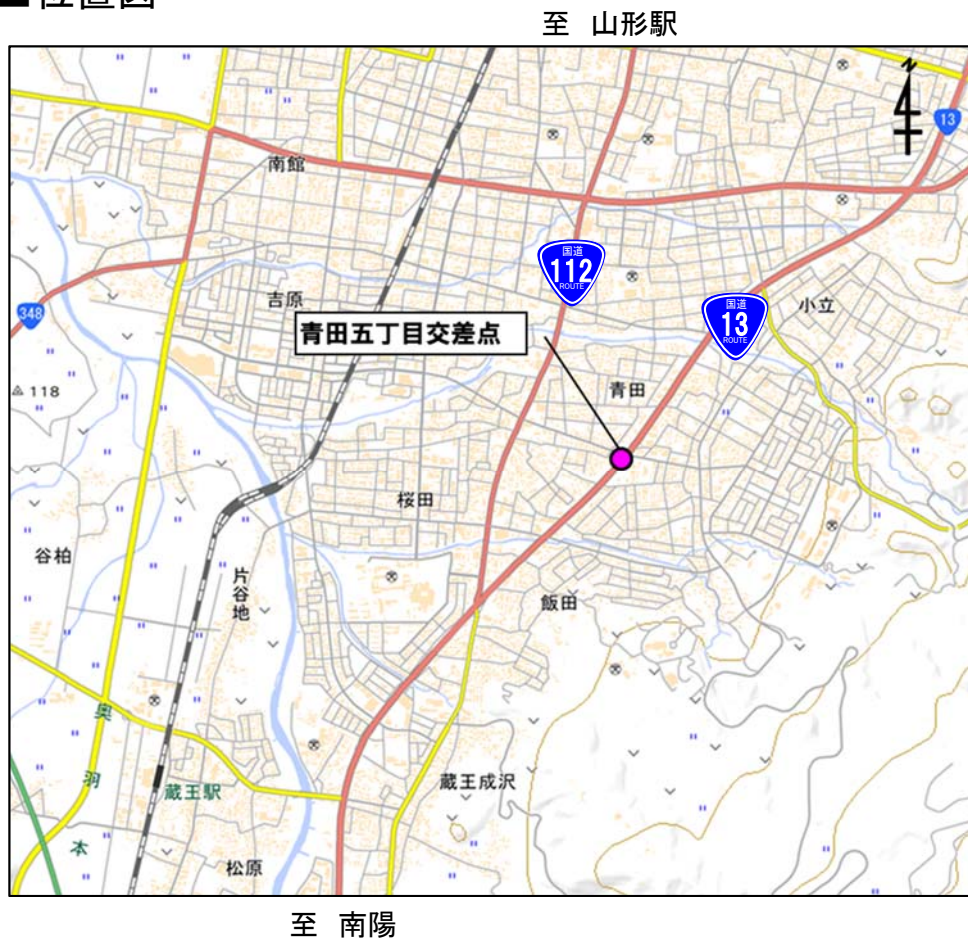 ■位置図
至 山形駅
13
南館
国道
112
ROUTE
吉原
348
国道
13
ROUTE
小立
青田五丁目交差点
118
青田
桜田
谷柏
片谷地
飯田
奥羽本
蔵王駅
蔵王成沢
松原
至 南陽